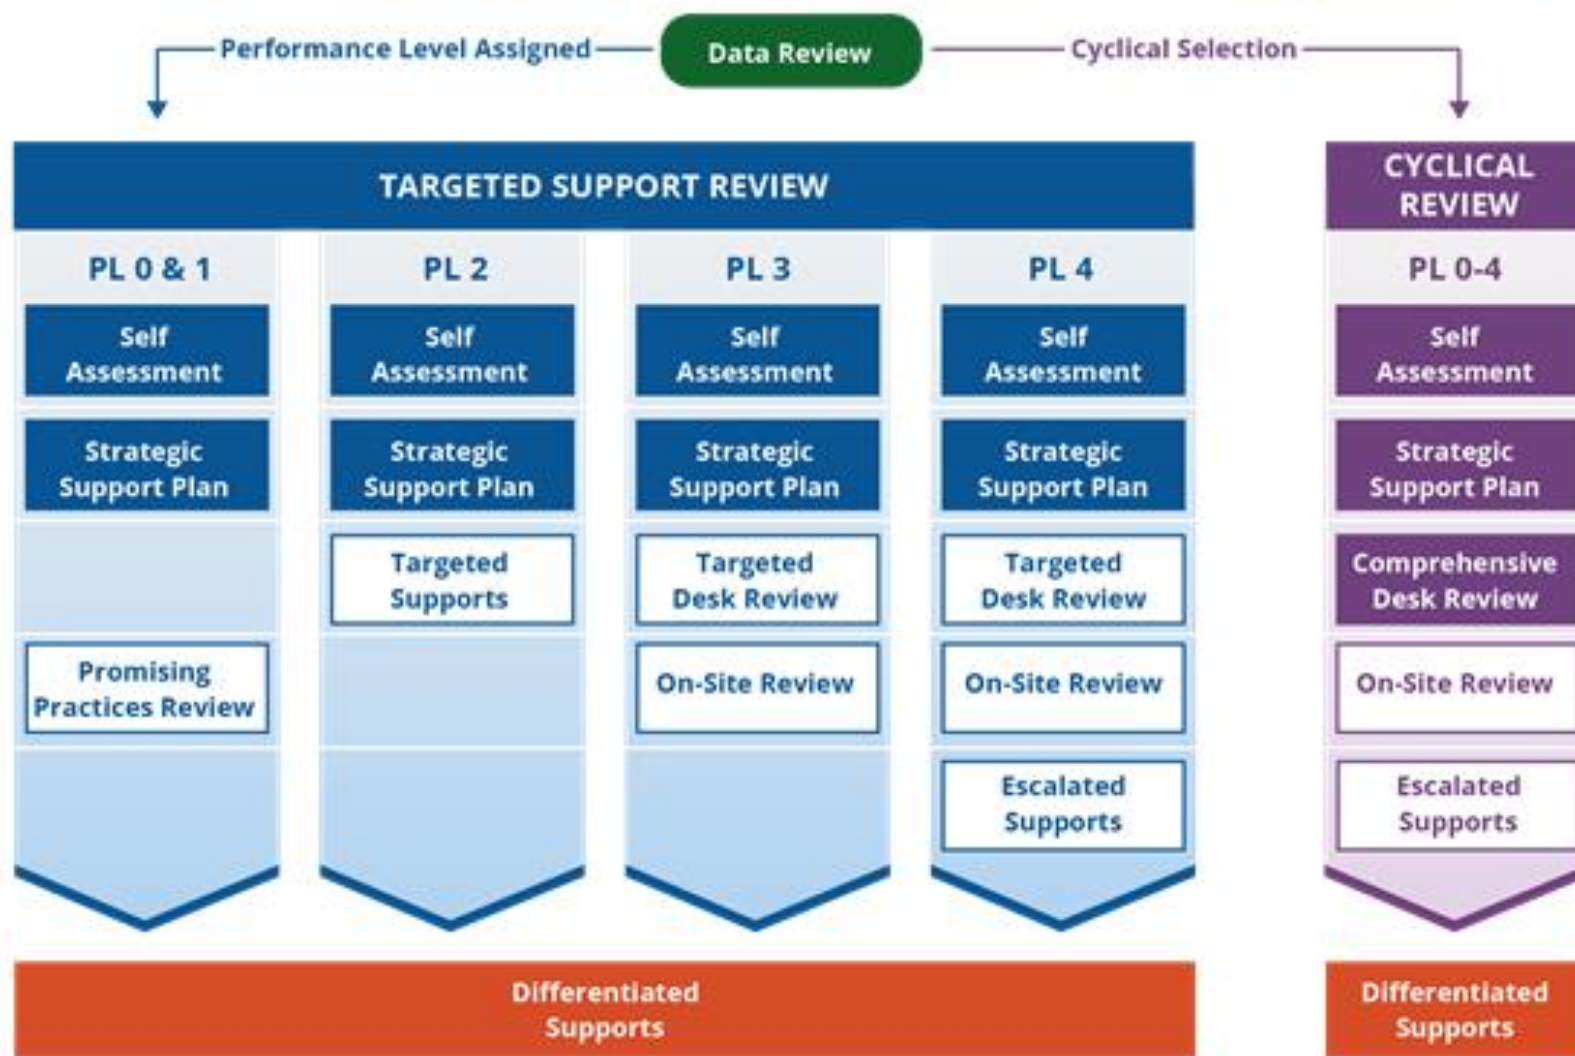 Performance Level Assigned
Data Review
Cyclical Selection
TARGETED SUPPORT REVIEW
CYCLICAL
REVIEW
PL 0 & 1
Self
Assessment
Strategic
Support Plan
Promising
Practices Review
PL 2
Self
Assessment
Strategic
Support Plan
Targeted
Supports
PL 3
Self
Assessment
Strategic
Support Plan
Targeted
Desk Review
On-Site Review
PL 4
Self
Assessment
Strategic
Support Plan
Targeted
Desk Review
On-Site Review
Escalated
Supports
PL 0-4
Self
Assessment
Strategic
Support Plan
Comprehensive
Desk Review
On-Site Review
Escalated
Supports
Differentiated
Supports
Differentiated
Supports